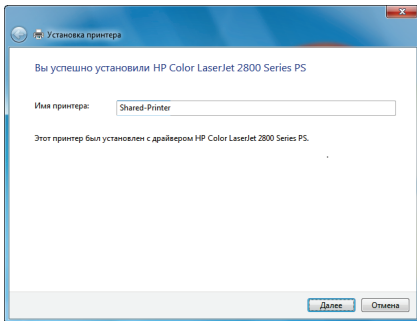 Установка принтера
Вы успешно установили HP Color LaserJet 2800 Series PS
Имя принтера: Shared-Printer
Этот принтер был установлен с драйвером HP Color LaserJet 2800 Series PS.
Далее Отмена